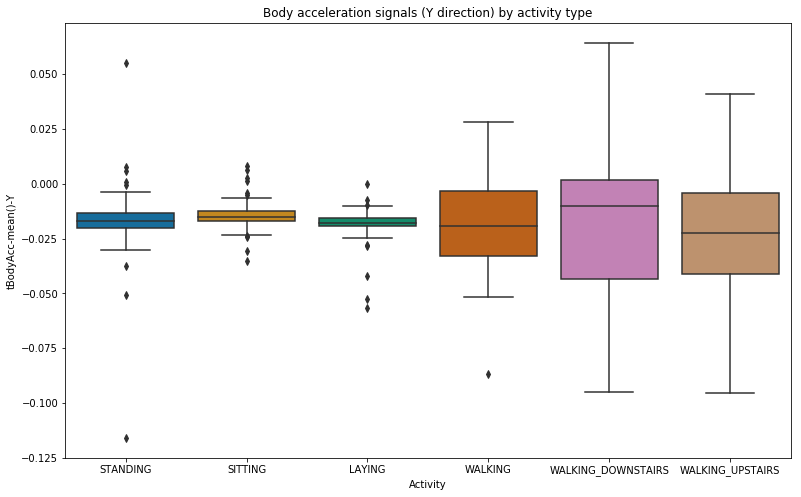 Body acceleration signals (Y direction) by activity type
tBodyAcc-mean()-Y
0.050
0.025
0.000
−0.025
−0.050
−0.075
−0.100
−0.125
STANDING SITTING LAYING WALKING WALKING_DOWNSTAIRS WALKING_UPSTAIRS
Activity